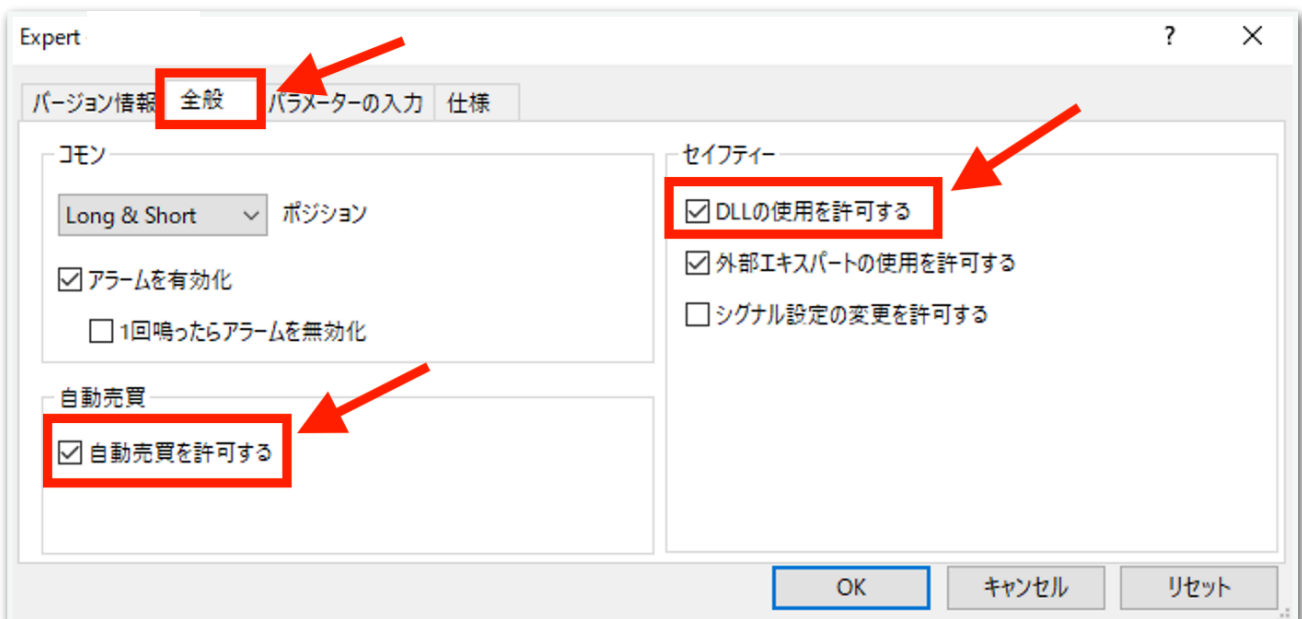 Expert
?
バージョン情報 全般 パラメーターの入力 仕様
コモン
Long & Short ポジション
アラームを有効化
1回鳴ったらアラームを無効化
自動売買
自動売買を許可する
セイフティー
DLLの使用を許可する
外部エキスパートの使用を許可する
シグナル設定の変更を許可する
OK キャンセル リセット